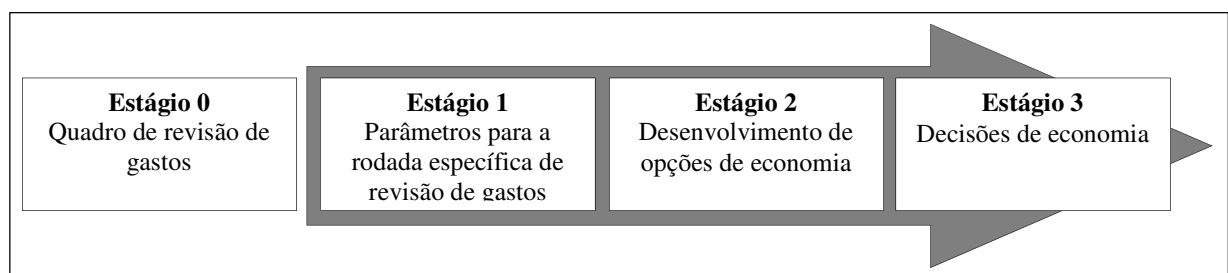 Estágio 0
Quadro de revisão de
gastos
Estágio 1
Parâmetros para a
rodada específica de
revisão de gastos
Estágio 2
Desenvolvimento de
opções de economia
Estágio 3
Decisões de economia